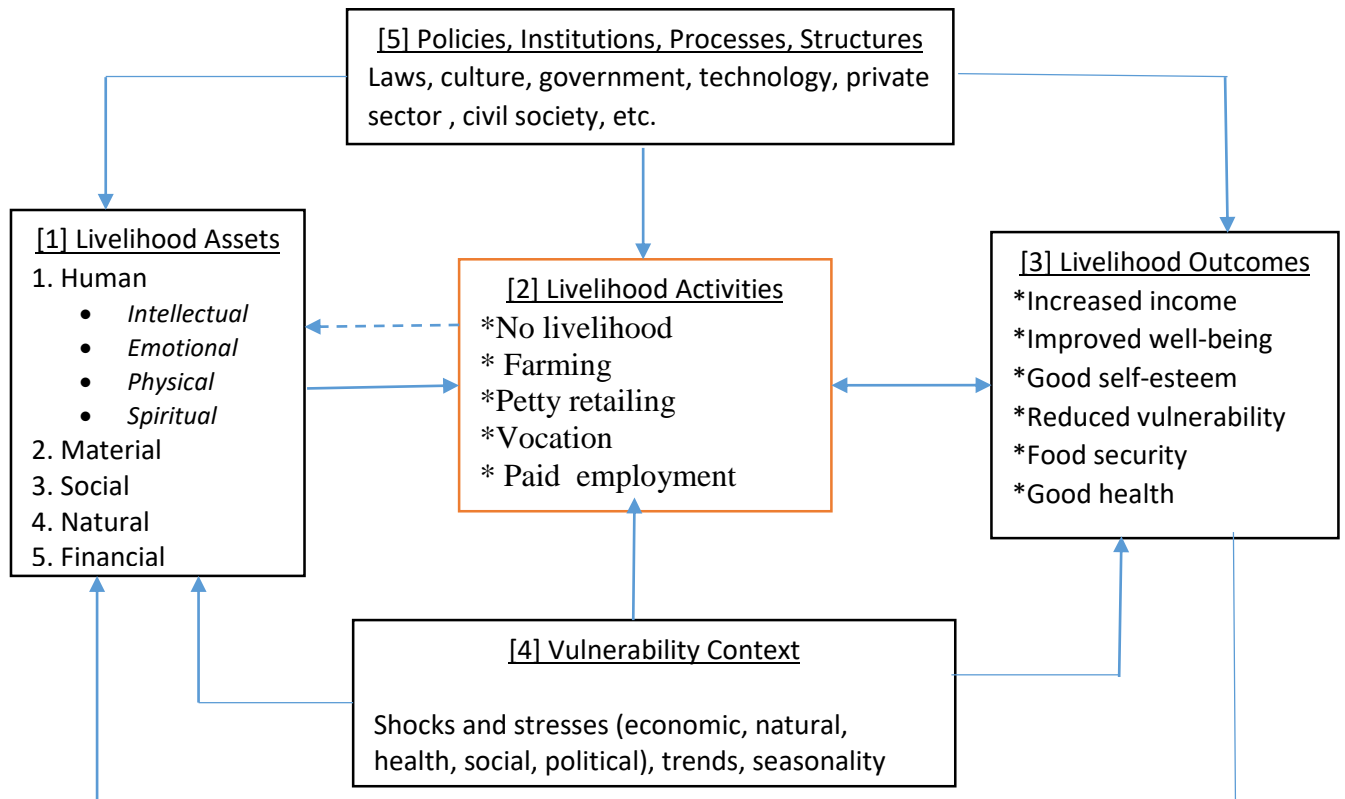 [5] Policies, Institutions, Processes, Structures
Laws, culture, government, technology, private
sector , civil society, etc.
[1] Livelihood Assets
1. Human
• Intellectual
• Emotional
• Physical
• Spiritual
2. Material
3. Social
4. Natural
5. Financial
[2] Livelihood Activities
*No livelihood
* Farming
*Petty retailing
*Vocation
* Paid employment
[3] Livelihood Outcomes
*Increased income
*Improved well-being
*Good self-esteem
*Reduced vulnerability
*Food security
*Good health
[4] Vulnerability Context
Shocks and stresses (economic, natural,
health, social, political), trends, seasonality